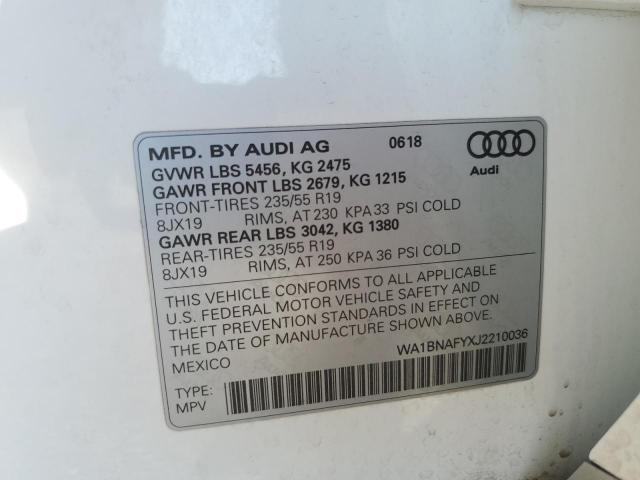 MFD. BY AUDI AG 0618
GVWR LBS 5456, KG 2475
GAWR FRONT LBS 2679, KG 1215
FRONT-TIRES 235/55 R19
8JX19 RIMS, AT 230 KPA 33 PSI COLD
GAWR REAR LBS 3042, KG 1380
REAR-TIRES 235/55 R19
8JX19 RIMS, AT 250 KPA 36 PSI COLD
Audi
THIS VEHICLE CONFORMS TO ALL APPLICABLE
U.S. FEDERAL MOTOR VEHICLE SAFETY AND
THEFT PREVENTION STANDARDS IN EFFECT ON
THE DATE OF MANUFACTURE SHOWN ABOVE.
MEXICO
WA1BNAFYXJ2210036
TYPE:
MPV